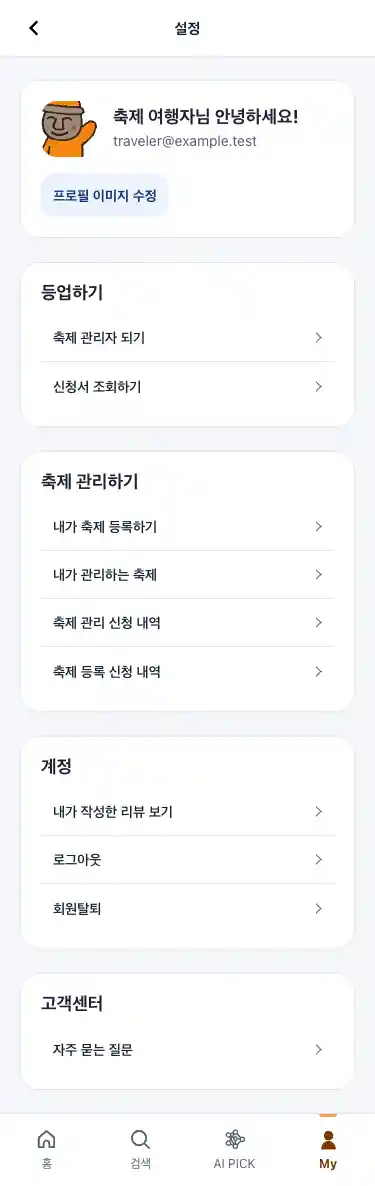 설정
축제 여행자님 안녕하세요!
traveler@example.test
프로필 이미지 수정
등업하기
축제 관리자 되기
신청서 조회하기
축제 관리하기
내가 축제 등록하기
내가 관리하는 축제
축제 관리 신청 내역
축제 등록 신청 내역
계정
내가 작성한 리뷰 보기
로그아웃
회원탈퇴
고객센터
자주 묻는 질문
홈
검색
AI PICK
My